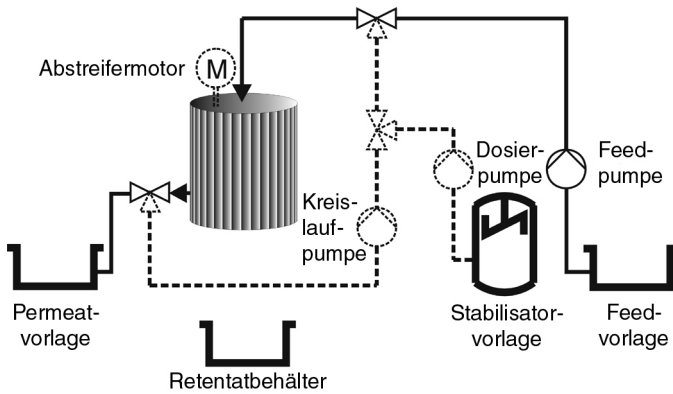 Abstreifermotor
M
Kreis-
lauf-
pumpe
Dosier-
pumpe
Feed-
pumpe
Permeat-
vorlage
Retentatbehälter
Stabilisator-
vorlage
Feed-
vorlage